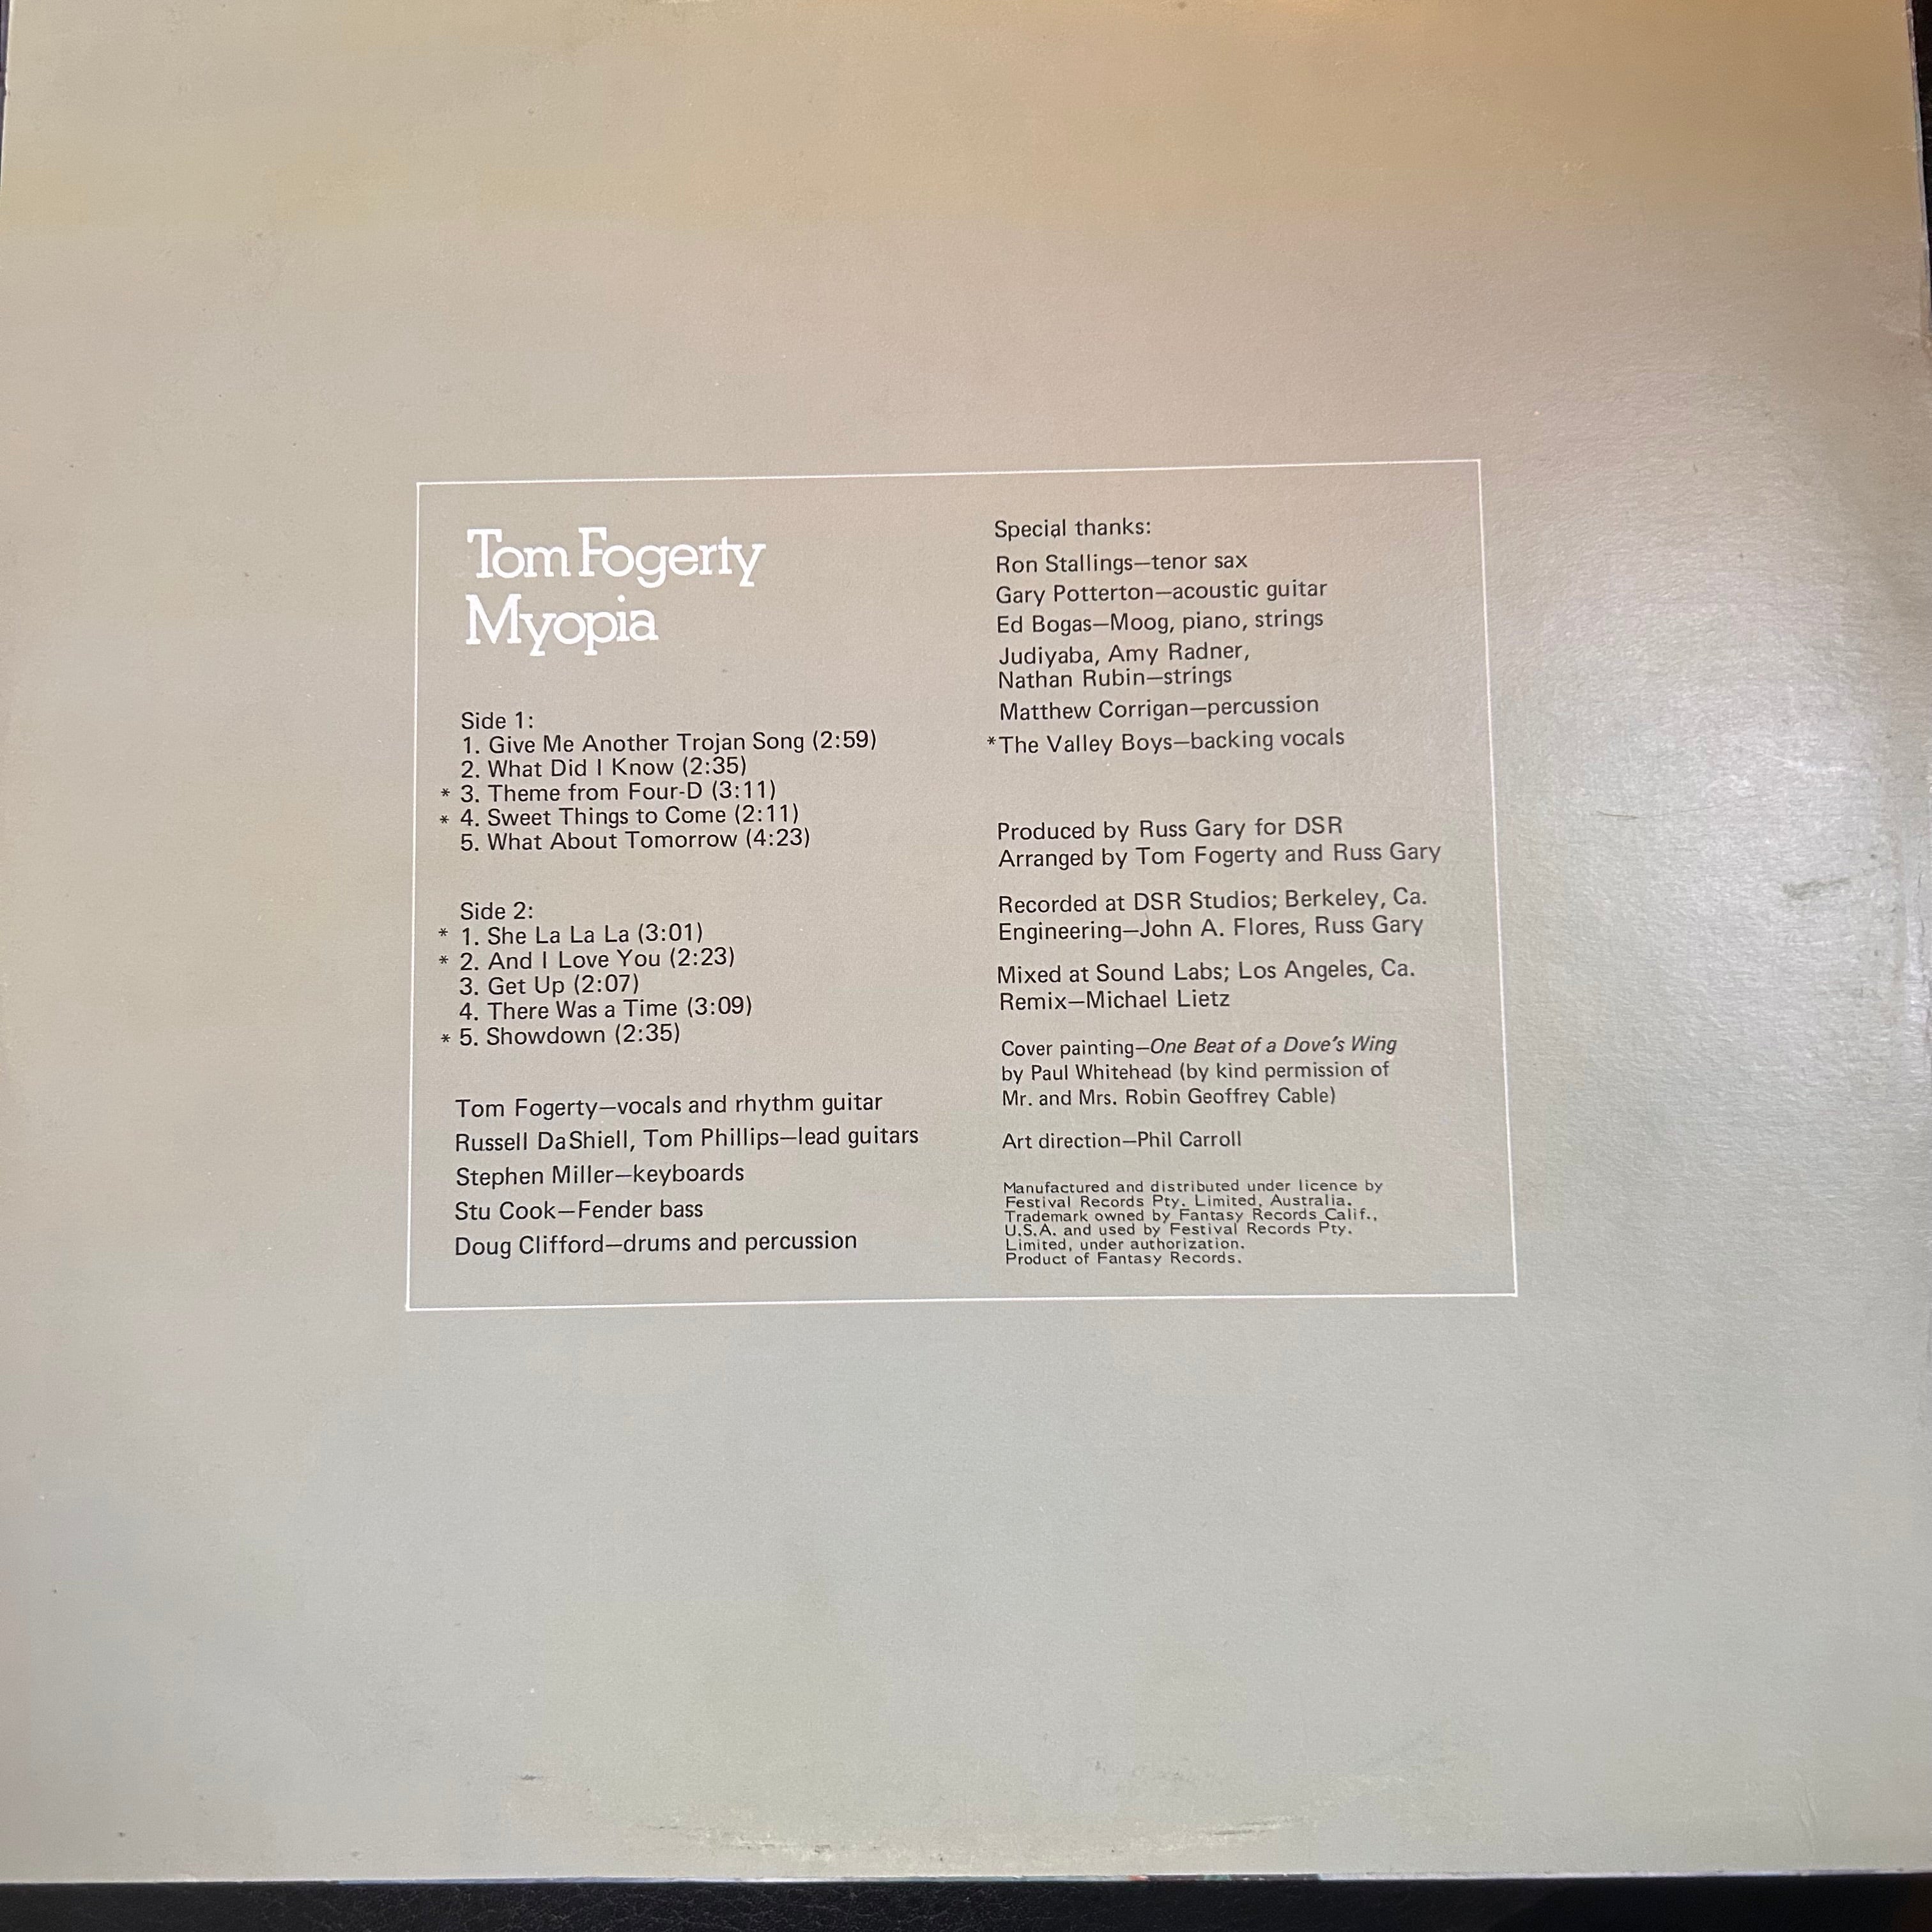 Tom Fogerty
Myopia
Side 1:
1. Give Me Another Trojan Song (2:59)
2. What Did I Know (2:35)
* 3. Theme from Four-D (3:11)
* 4. Sweet Things to Come (2:11)
5. What About Tomorrow (4:23)
Side 2:
* 1. She La La La (3:01)
* 2. And I Love You (2:23)
3. Get Up (2:07)
4. There Was a Time (3:09)
* 5. Showdown (2:35)
Tom Fogerty—vocals and rhythm guitar
Russell DaShiell, Tom Phillips—lead guitars
Stephen Miller—keyboards
Stu Cook—Fender bass
Doug Clifford—drums and percussion
Special thanks:
Ron Stallings—tenor sax
Gary Potterton—acoustic guitar
Ed Bogas—Moog, piano, strings
Judiyaba, Amy Radner,
Nathan Rubin—strings
Matthew Corrigan—percussion
*The Valley Boys—backing vocals
Produced by Russ Gary for DSR
Arranged by Tom Fogerty and Russ Gary
Recorded at DSR Studios; Berkeley, Ca.
Engineering—John A. Flores, Russ Gary
Mixed at Sound Labs; Los Angeles, Ca.
Remix—Michael Lietz
Cover painting—One Beat of a Dove's Wing
by Paul Whitehead (by kind permission of
Mr. and Mrs. Robin Geoffrey Cable)
Art direction—Phil Carroll
Manufactured and distributed under licence by
Festival Records Pty. Limited, Australia.
Trademark owned by Fantasy Records Calif.,
U.S.A. and used by Festival Records Pty.
Limited, under authorization.
Product of Fantasy Records.